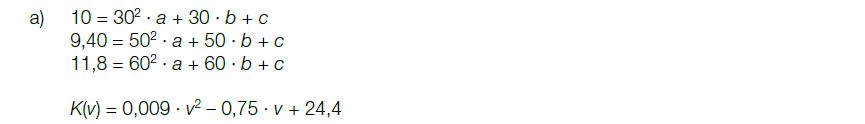 a) 10 = 30² · a + 30 · b + c
9,40 = 50² · a + 50 · b + c
11,8 = 60² · a + 60 · b + c
K(v) = 0,009 · v² – 0,75 · v + 24,4